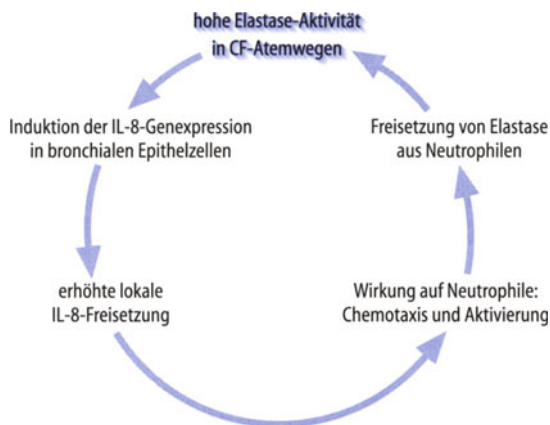 hohe Elastase-Aktivität
in CF-Atemwegen
Induktion der IL-8-Genexpression
in bronchialen Epithelzellen
Freisetzung von Elastase
aus Neutrophilen
erhöhte lokale
IL-8-Freisetzung
Wirkung auf Neutrophile:
Chemotaxis und Aktivierung